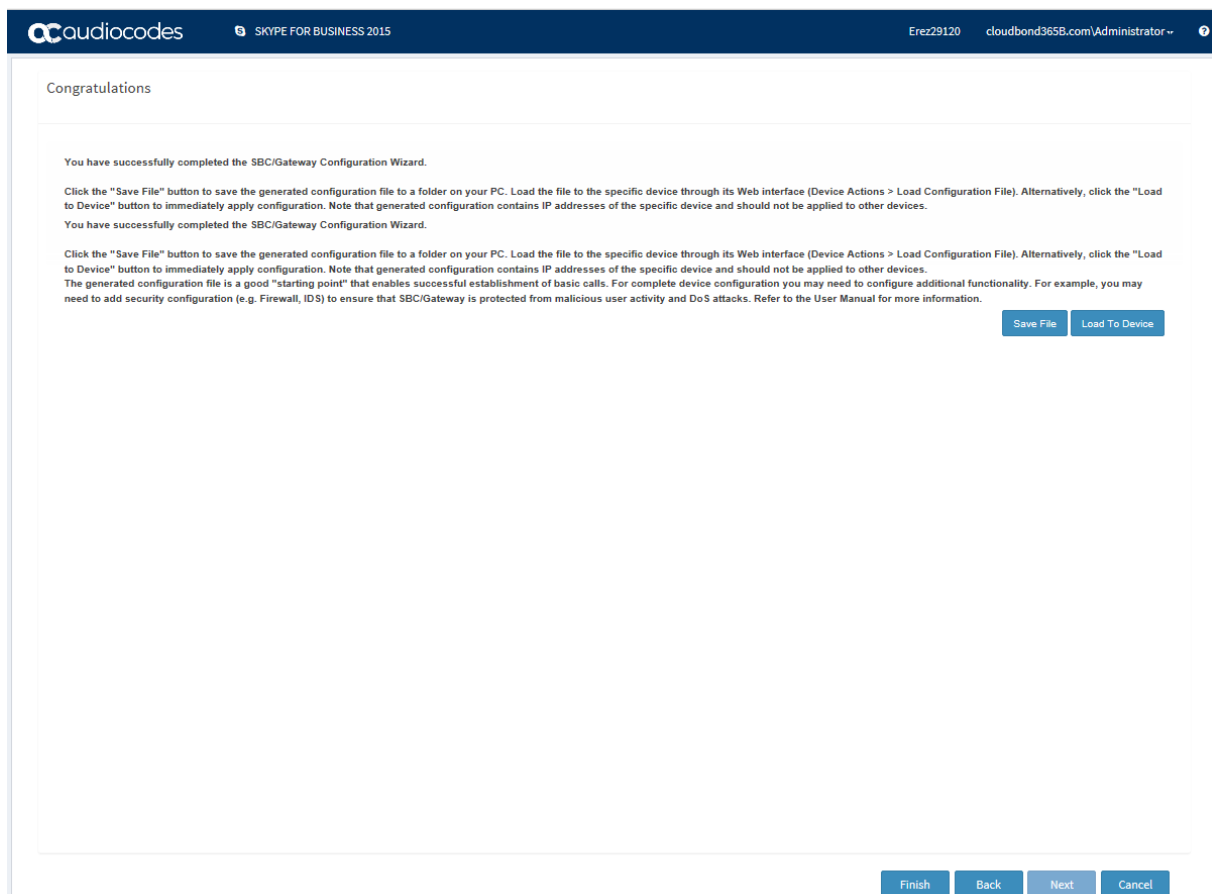 audiocodes SKYPE FOR BUSINESS 2015 Erez29120 cloudbond365B.com\Administrator
Congratulations
You have successfully completed the SBC/Gateway Configuration Wizard.
Click the "Save File" button to save the generated configuration file to a folder on your PC. Load the file to the specific device through its Web interface (Device Actions > Load Configuration File). Alternatively, click the "Load
to Device" button to immediately apply configuration. Note that generated configuration contains IP addresses of the specific device and should not be applied to other devices.
You have successfully completed the SBC/Gateway Configuration Wizard.
Click the "Save File" button to save the generated configuration file to a folder on your PC. Load the file to the specific device through its Web interface (Device Actions > Load Configuration File). Alternatively, click the "Load
to Device" button to immediately apply configuration. Note that generated configuration contains IP addresses of the specific device and should not be applied to other devices.
The generated configuration file is a good "starting point" that enables successful establishment of basic calls. For complete device configuration you may need to configure additional functionality. For example, you may
need to add security configuration (e.g. Firewall, IDS) to ensure that SBC/Gateway is protected from malicious user activity and DoS attacks. Refer to the User Manual for more information.
Save File Load To Device
Finish Back Next Cancel